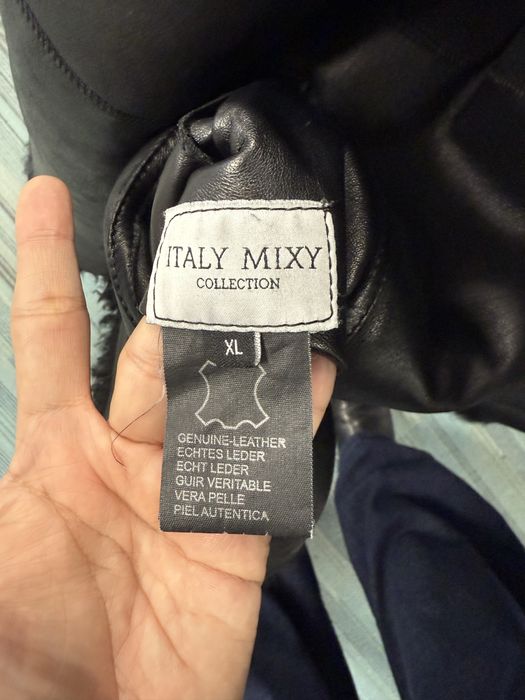 ITALY MIXY
COLLECTION
XL
GENUINE-LEATHER
ECHTES LEDER
ECHT LEDER
GUIR VERITABLE
VERA PELLE
PIEL AUTENTICA